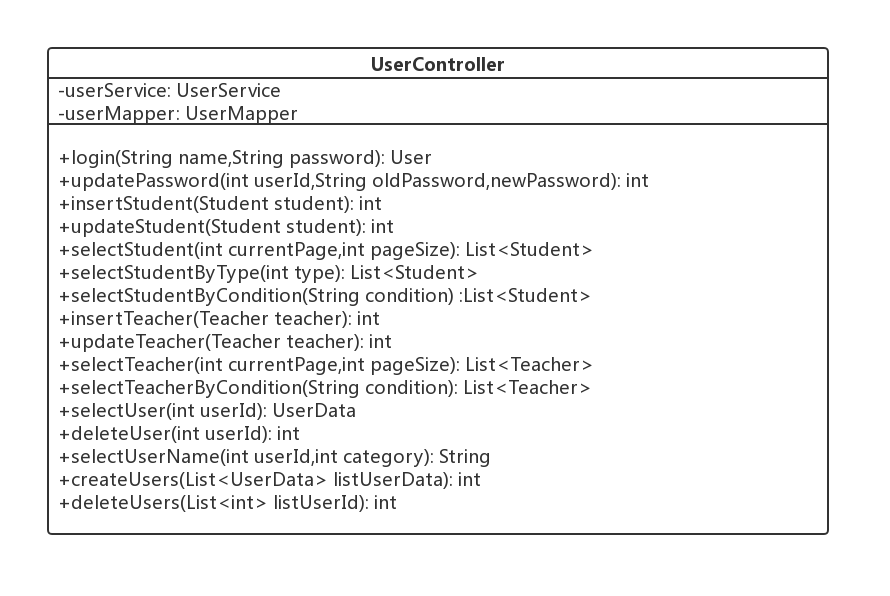 UserController
-userService: UserService
-userMapper: UserMapper
+login(String name,String password): User
+updatePassword(int userId,String oldPassword,newPassword): int
+insertStudent(Student student): int
+updateStudent(Student student): int
+selectStudent(int currentPage,int pageSize): List<Student>
+selectStudentByType(int type): List<Student>
+selectStudentByCondition(String condition) :List<Student>
+insertTeacher(Teacher teacher): int
+updateTeacher(Teacher teacher): int
+selectTeacher(int currentPage,int pageSize): List<Teacher>
+selectTeacherByCondition(String condition): List<Teacher>
+selectUser(int userId): UserData
+deleteUser(int userId): int
+selectUserName(int userId,int category): String
+createUsers(List<UserData> listUserData): int
+deleteUsers(List<int> listUserId): int